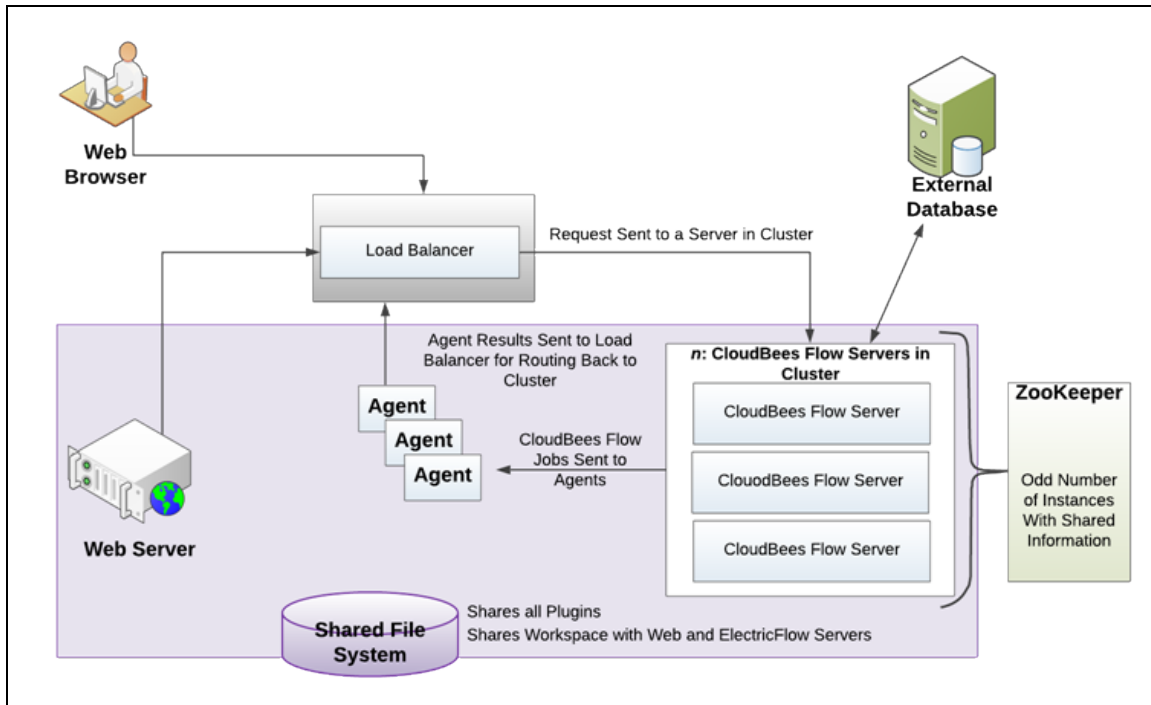 Web
Browser
External
Database
Load Balancer
Request Sent to a Server in Cluster
Agent Results Sent to Load
Balancer for Routing Back to
Cluster
n: CloudBees Flow Servers in
Cluster
CloudBees Flow Server
ClouodBees Flow Server
CloudBees Flow Server
Agent
Agent
Agent
CloudBees Flow
Jobs Sent to
Agents
ZooKeeper
Odd Number
of Instances
With Shared
Information
Web Server
Shared File
System
Shares all Plugins
Shares Workspace with Web and ElectricFlow Servers